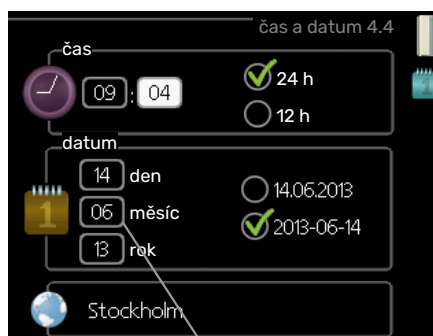 čas a datum 4.4
čas
09 : 04
24 h
12 h
datum
14 den
06 měsíc
13 rok
14.06.2013
2013-06-14
Stockholm